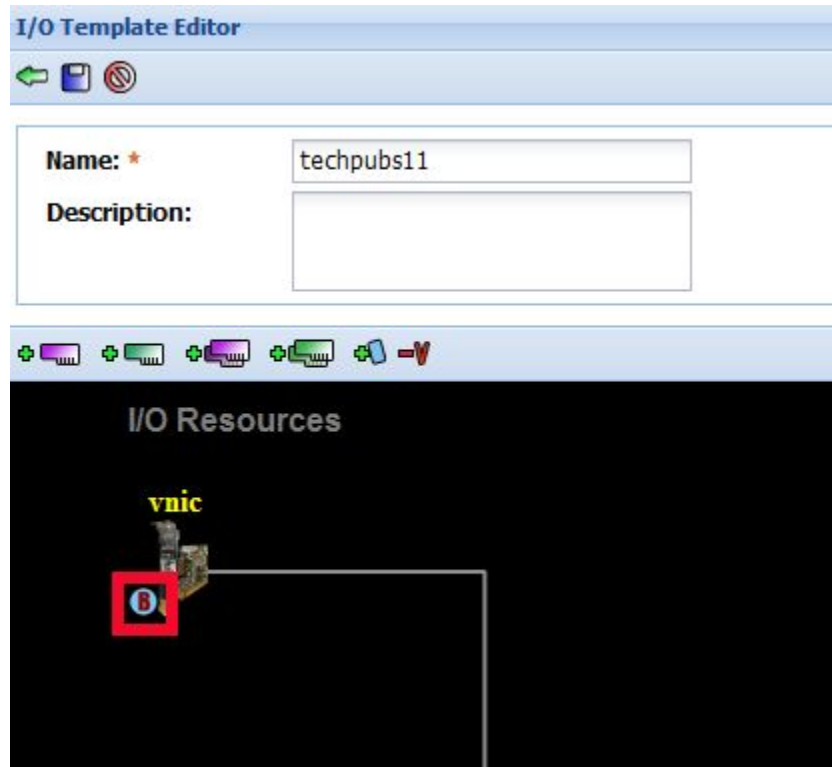 I/O Template Editor
Name: *
techpubs11
Description:
I/O Resources
vnic
B